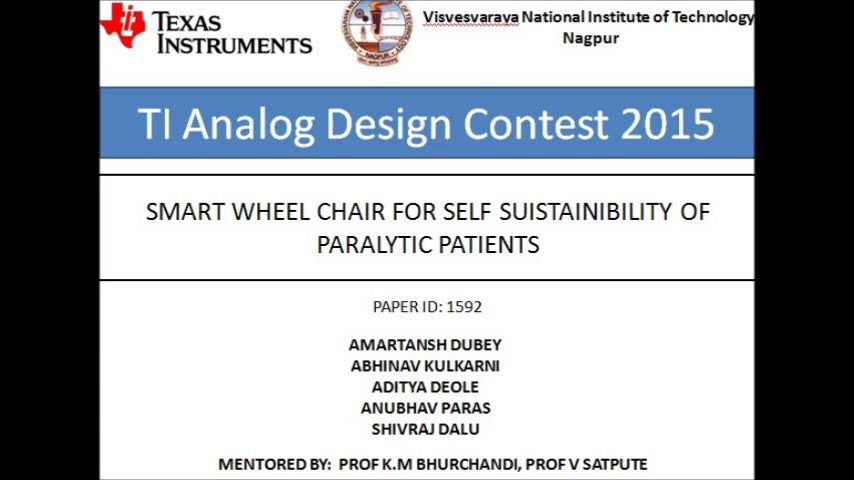 TEXAS INSTRUMENTS
Visvesvaraya National Institute of Technology
Nagpur
TI Analog Design Contest 2015
SMART WHEEL CHAIR FOR SELF SUISTAINIBILITY OF
PARALYTIC PATIENTS
PAPER ID: 1592
AMARTANSH DUBEY
ABHINAV KULKARNI
ADITYA DEOLE
ANUBHAV PARAS
SHIVRAJ DALU
MENTORED BY: PROF K.M BHURCHANDI, PROF V SATPUTE